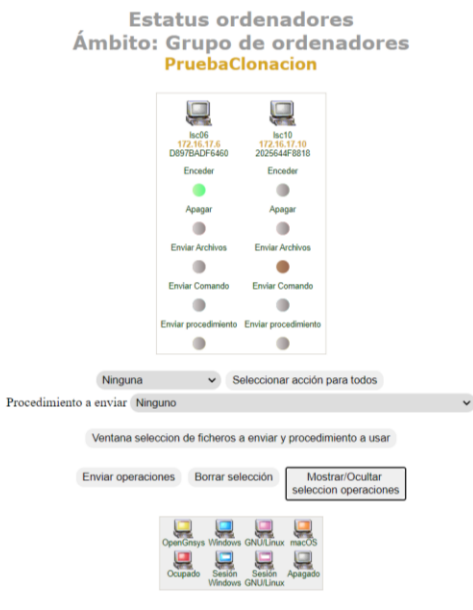 Estatus ordenadores
Ámbito: Grupo de ordenadores
PruebaClonacion
lsc06 lsc10
172.16.17.6 172.16.17.10
D897BADF6460 2025644F8818
Enceder Enceder
Apagar Apagar
Enviar Archivos Enviar Archivos
Enviar Comando Enviar Comando
Enviar procedimiento Enviar procedimiento
Ninguna Seleccionar acción para todos
Procedimiento a enviar Ninguno
Ventana seleccion de ficheros a enviar y procedimiento a usar
Enviar operaciones Borrar selección Mostrar/Ocultar
seleccion operaciones
OpenGnsys Windows GNU/Linux macOS
Ocupado Sesión Sesión Apagado
Windows GNU/Linux